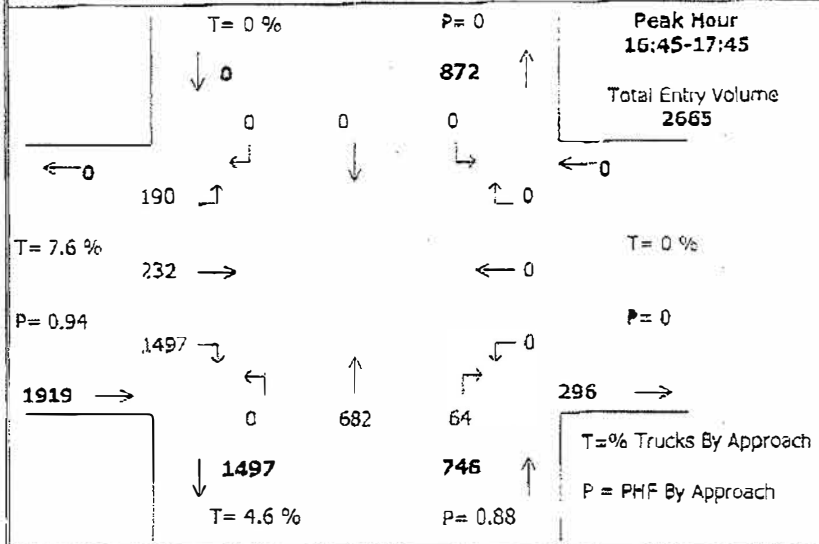 T= 0 % P= 0 Peak Hour
16:45-17:45
0 872
Total Entry Volume
2665
0 0 0
0 0
190 0
T= 7.6 % T= 0 %
232 0
P= 0.94 P= 0
1497 0
1919 296
0 682 64
T=% Trucks By Approach
1497 746
P = PHF By Approach
T= 4.6 % P= 0.88